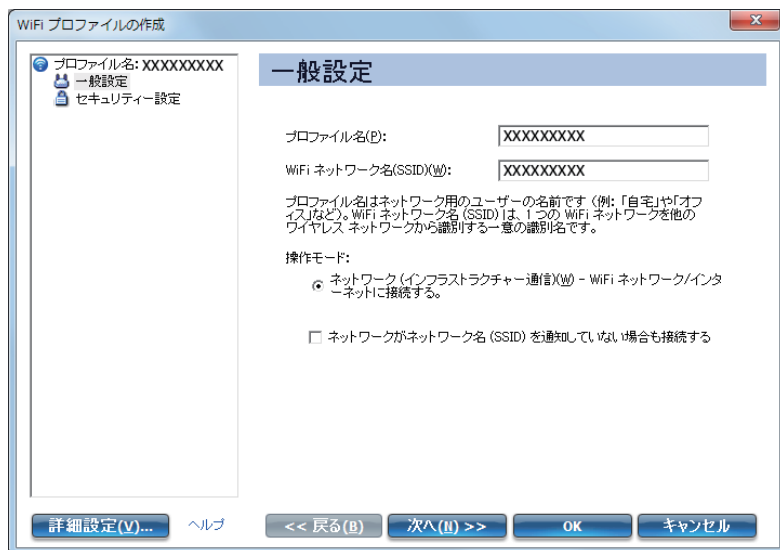 WiFi プロファイルの作成
プロファイル名: XXXXXXXXX
一般設定
セキュリティー設定
一般設定
プロファイル名(P): XXXXXXXXX
WiFi ネットワーク名(SSID)(W): XXXXXXXXX
プロファイル名はネットワーク用のユーザーの名前です (例: 「自宅」や「オフ
ィス」など)。WiFi ネットワーク名 (SSID) は、1 つの WiFi ネットワークを他の
ワイヤレス ネットワークから識別する一意の識別名です。
操作モード:
ネットワーク (インフラストラクチャー通信)(W) - WiFi ネットワーク/インタ
ーネットに接続する。
ネットワークがネットワーク名 (SSID) を通知していない場合も接続する
詳細設定(V)... ヘルプ << 戻る(B) 次へ(N) >> OK キャンセル